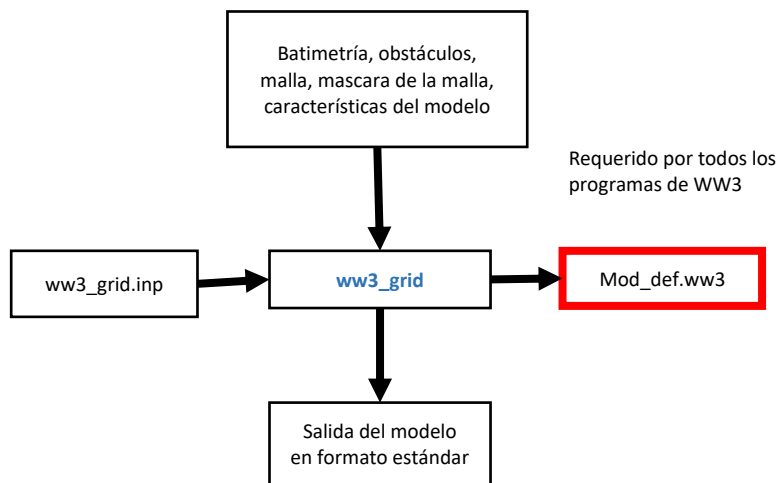 Batimetría, obstáculos,
malla, mascara de la malla,
características del modelo
Requerido por todos los
programas de WW3
ww3_grid.inp
ww3_grid
Mod_def.ww3
Salida del modelo
en formato estándar